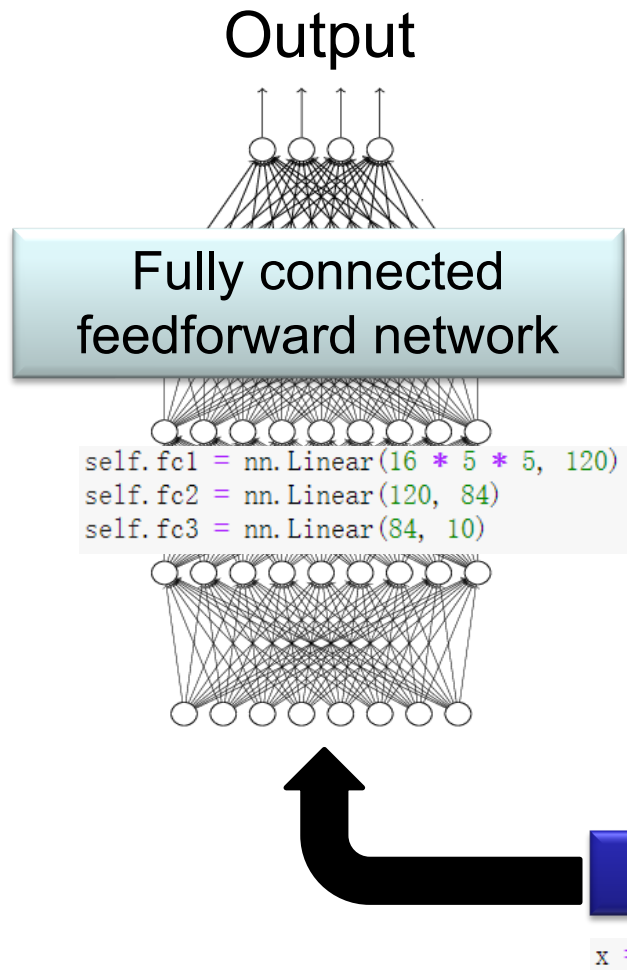 Output
Fully connected
feedforward network
self.fc1 = nn.Linear(16 * 5 * 5, 120)
self.fc2 = nn.Linear(120, 84)
self.fc3 = nn.Linear(84, 10)
x